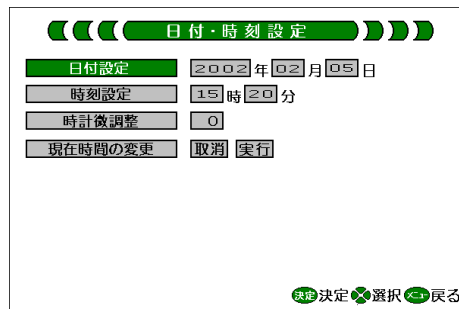 日付・時刻設定
日付設定 2002年02月05日
時刻設定 15時20分
時計微調整 0
現在時間の変更 取消 実行
決定決定選択メニュー戻る